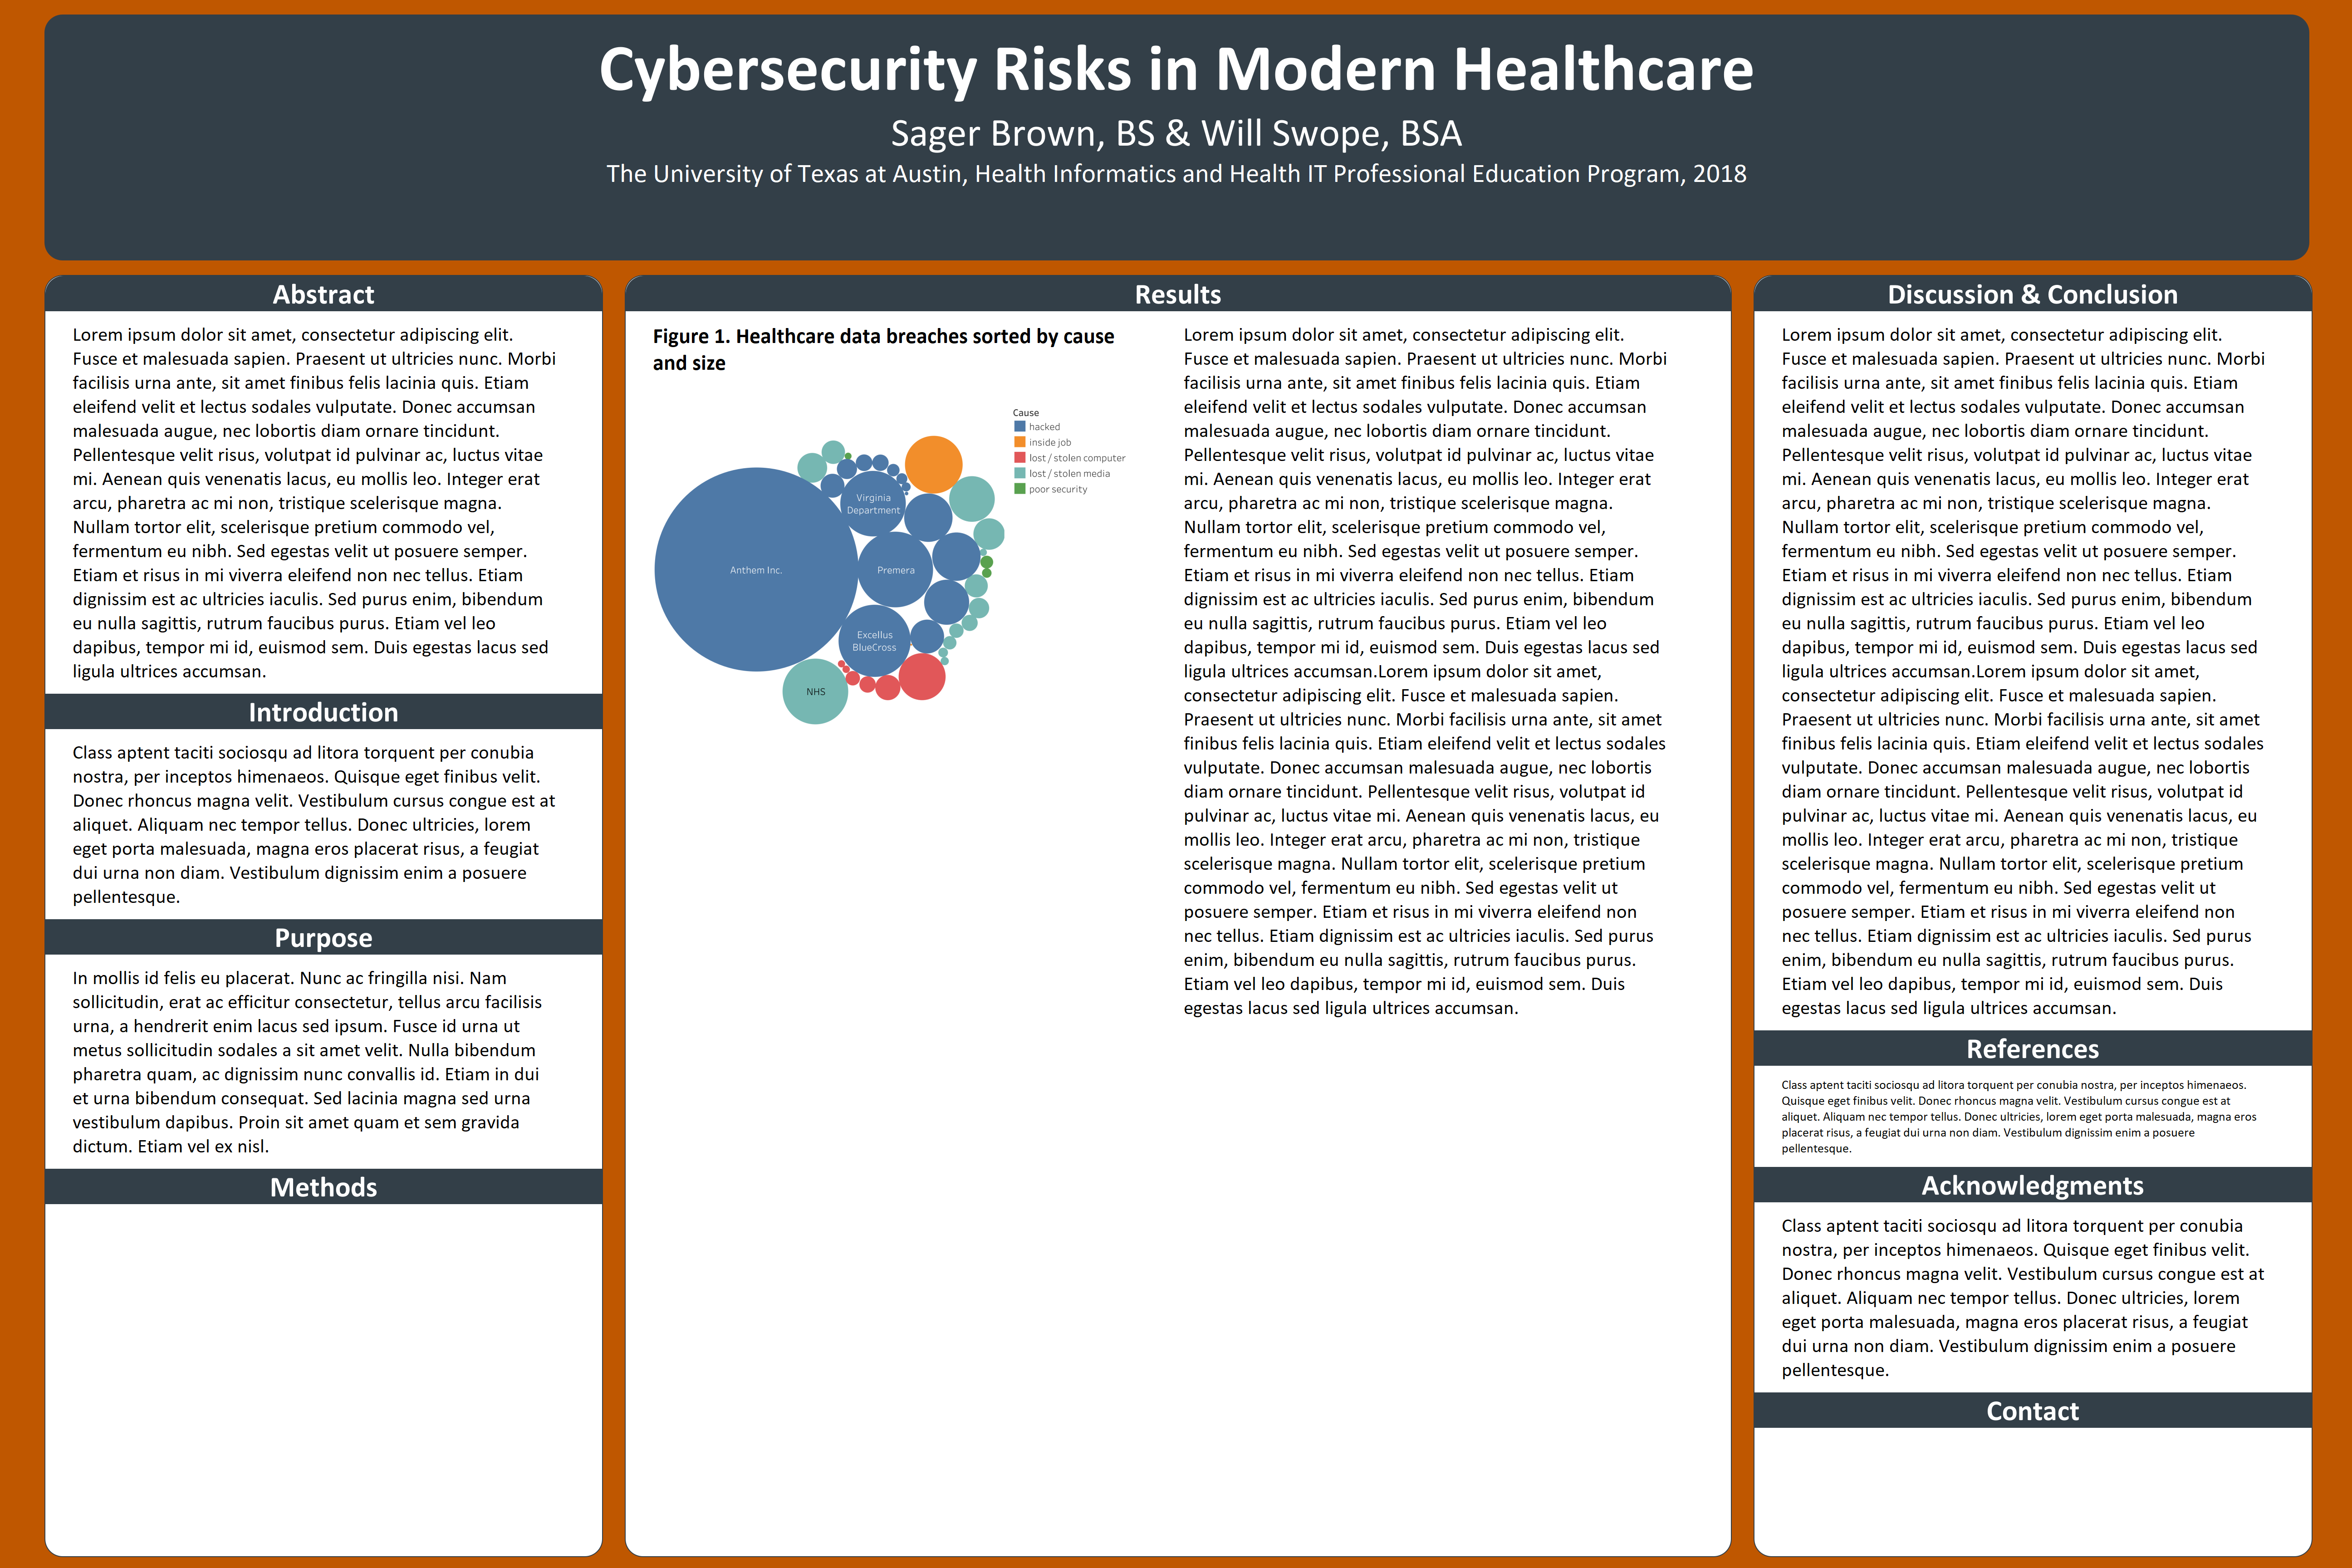 Cybersecurity Risks in Modern Healthcare
Sager Brown, BS & Will Swope, BSA
The University of Texas at Austin, Health Informatics and Health IT Professional Education Program, 2018
Abstract
Lorem ipsum dolor sit amet, consectetur adipiscing elit.
Fusce et malesuada sapien. Praesent ut ultricies nunc. Morbi
facilisis urna ante, sit amet finibus felis lacinia quis. Etiam
eleifend velit et lectus sodales vulputate. Donec accumsan
malesuada augue, nec lobortis diam ornare tincidunt.
Pellentesque velit risus, volutpat id pulvinar ac, luctus vitae
mi. Aenean quis venenatis lacus, eu mollis leo. Integer erat
arcu, pharetra ac mi non, tristique scelerisque magna.
Nullam tortor elit, scelerisque pretium commodo vel,
fermentum eu nibh. Sed egestas velit ut posuere semper.
Etiam et risus in mi viverra eleifend non nec tellus. Etiam
dignissim est ac ultricies iaculis. Sed purus enim, bibendum
eu nulla sagittis, rutrum faucibus purus. Etiam vel leo
dapibus, tempor mi id, euismod sem. Duis egestas lacus sed
ligula ultrices accumsan.
Introduction
Class aptent taciti sociosqu ad litora torquent per conubia
nostra, per inceptos himenaeos. Quisque eget finibus velit.
Donec rhoncus magna velit. Vestibulum cursus congue est at
aliquet. Aliquam nec tempor tellus. Donec ultricies, lorem
eget porta malesuada, magna eros placerat risus, a feugiat
dui urna non diam. Vestibulum dignissim enim a posuere
pellentesque.
Purpose
In mollis id felis eu placerat. Nunc ac fringilla nisi. Nam
sollicitudin, erat ac efficitur consectetur, tellus arcu facilisis
urna, a hendrerit enim lacus sed ipsum. Fusce id urna ut
metus sollicitudin sodales a sit amet velit. Nulla bibendum
pharetra quam, ac dignissim nunc convallis id. Etiam in dui
et urna bibendum consequat. Sed lacinia magna sed urna
vestibulum dapibus. Proin sit amet quam et sem gravida
dictum. Etiam vel ex nisl.
Methods
Results
Figure 1. Healthcare data breaches sorted by cause
and size
Cause
hacked
inside job
lost / stolen computer
lost / stolen media
poor security
Virginia
Department
Anthem Inc.
Premera
Excellus
BlueCross
NHS
Lorem ipsum dolor sit amet, consectetur adipiscing elit.
Fusce et malesuada sapien. Praesent ut ultricies nunc. Morbi
facilisis urna ante, sit amet finibus felis lacinia quis. Etiam
eleifend velit et lectus sodales vulputate. Donec accumsan
malesuada augue, nec lobortis diam ornare tincidunt.
Pellentesque velit risus, volutpat id pulvinar ac, luctus vitae
mi. Aenean quis venenatis lacus, eu mollis leo. Integer erat
arcu, pharetra ac mi non, tristique scelerisque magna.
Nullam tortor elit, scelerisque pretium commodo vel,
fermentum eu nibh. Sed egestas velit ut posuere semper.
Etiam et risus in mi viverra eleifend non nec tellus. Etiam
dignissim est ac ultricies iaculis. Sed purus enim, bibendum
eu nulla sagittis, rutrum faucibus purus. Etiam vel leo
dapibus, tempor mi id, euismod sem. Duis egestas lacus sed
ligula ultrices accumsan.Lorem ipsum dolor sit amet,
consectetur adipiscing elit. Fusce et malesuada sapien.
Praesent ut ultricies nunc. Morbi facilisis urna ante, sit amet
finibus felis lacinia quis. Etiam eleifend velit et lectus sodales
vulputate. Donec accumsan malesuada augue, nec lobortis
diam ornare tincidunt. Pellentesque velit risus, volutpat id
pulvinar ac, luctus vitae mi. Aenean quis venenatis lacus, eu
mollis leo. Integer erat arcu, pharetra ac mi non, tristique
scelerisque magna. Nullam tortor elit, scelerisque pretium
commodo vel, fermentum eu nibh. Sed egestas velit ut
posuere semper. Etiam et risus in mi viverra eleifend non
nec tellus. Etiam dignissim est ac ultricies iaculis. Sed purus
enim, bibendum eu nulla sagittis, rutrum faucibus purus.
Etiam vel leo dapibus, tempor mi id, euismod sem. Duis
egestas lacus sed ligula ultrices accumsan.
Discussion & Conclusion
Lorem ipsum dolor sit amet, consectetur adipiscing elit.
Fusce et malesuada sapien. Praesent ut ultricies nunc. Morbi
facilisis urna ante, sit amet finibus felis lacinia quis. Etiam
eleifend velit et lectus sodales vulputate. Donec accumsan
malesuada augue, nec lobortis diam ornare tincidunt.
Pellentesque velit risus, volutpat id pulvinar ac, luctus vitae
mi. Aenean quis venenatis lacus, eu mollis leo. Integer erat
arcu, pharetra ac mi non, tristique scelerisque magna.
Nullam tortor elit, scelerisque pretium commodo vel,
fermentum eu nibh. Sed egestas velit ut posuere semper.
Etiam et risus in mi viverra eleifend non nec tellus. Etiam
dignissim est ac ultricies iaculis. Sed purus enim, bibendum
eu nulla sagittis, rutrum faucibus purus. Etiam vel leo
dapibus, tempor mi id, euismod sem. Duis egestas lacus sed
ligula ultrices accumsan.Lorem ipsum dolor sit amet,
consectetur adipiscing elit. Fusce et malesuada sapien.
Praesent ut ultricies nunc. Morbi facilisis urna ante, sit amet
finibus felis lacinia quis. Etiam eleifend velit et lectus sodales
vulputate. Donec accumsan malesuada augue, nec lobortis
diam ornare tincidunt. Pellentesque velit risus, volutpat id
pulvinar ac, luctus vitae mi. Aenean quis venenatis lacus, eu
mollis leo. Integer erat arcu, pharetra ac mi non, tristique
scelerisque magna. Nullam tortor elit, scelerisque pretium
commodo vel, fermentum eu nibh. Sed egestas velit ut
posuere semper. Etiam et risus in mi viverra eleifend non
nec tellus. Etiam dignissim est ac ultricies iaculis. Sed purus
enim, bibendum eu nulla sagittis, rutrum faucibus purus.
Etiam vel leo dapibus, tempor mi id, euismod sem. Duis
egestas lacus sed ligula ultrices accumsan.
References
Class aptent taciti sociosqu ad litora torquent per conubia nostra, per inceptos himenaeos.
Quisque eget finibus velit. Donec rhoncus magna velit. Vestibulum cursus congue est at
aliquet. Aliquam nec tempor tellus. Donec ultricies, lorem eget porta malesuada, magna eros
placerat risus, a feugiat dui urna non diam. Vestibulum dignissim enim a posuere
pellentesque.
Acknowledgments
Class aptent taciti sociosqu ad litora torquent per conubia
nostra, per inceptos himenaeos. Quisque eget finibus velit.
Donec rhoncus magna velit. Vestibulum cursus congue est at
aliquet. Aliquam nec tempor tellus. Donec ultricies, lorem
eget porta malesuada, magna eros placerat risus, a feugiat
dui urna non diam. Vestibulum dignissim enim a posuere
pellentesque.
Contact